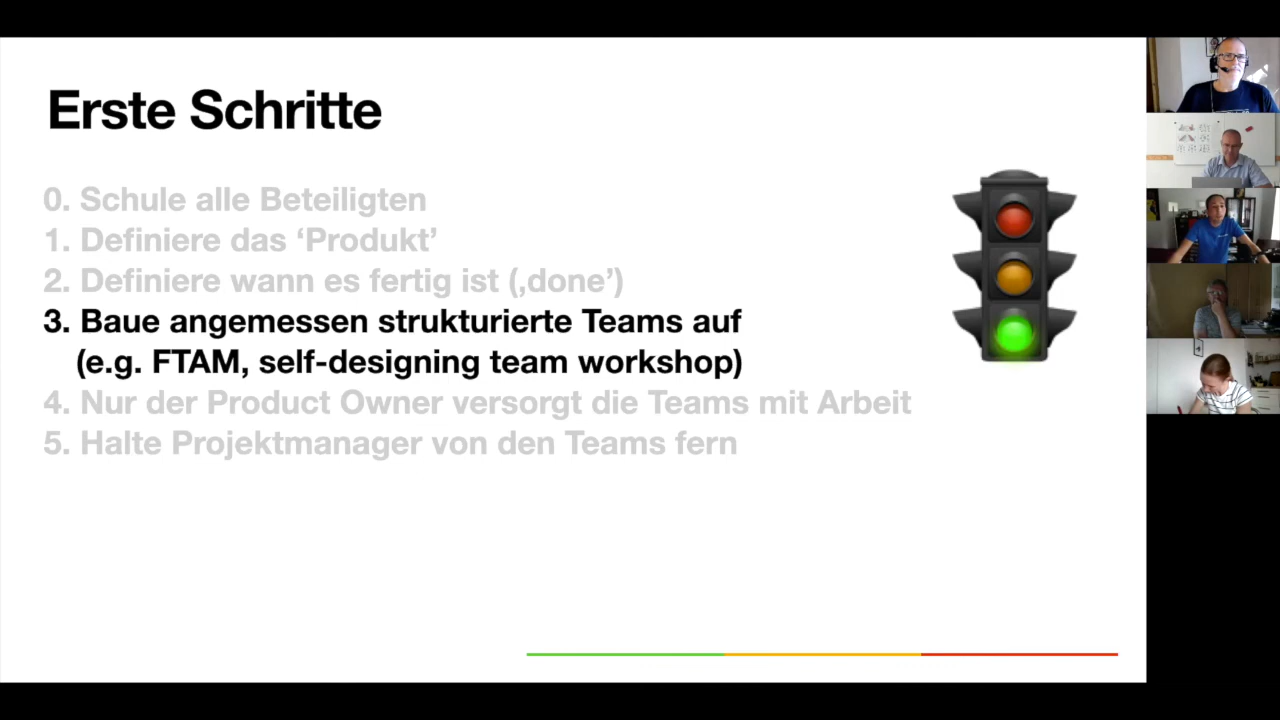 Erste Schritte
0. Schule alle Beteiligten
1. Definiere das ‘Produkt’
2. Definiere wann es fertig ist (‚done’)
3. Baue angemessen strukturierte Teams auf
(e.g. FTAM, self-designing team workshop)
4. Nur der Product Owner versorgt die Teams mit Arbeit
5. Halte Projektmanager von den Teams fern